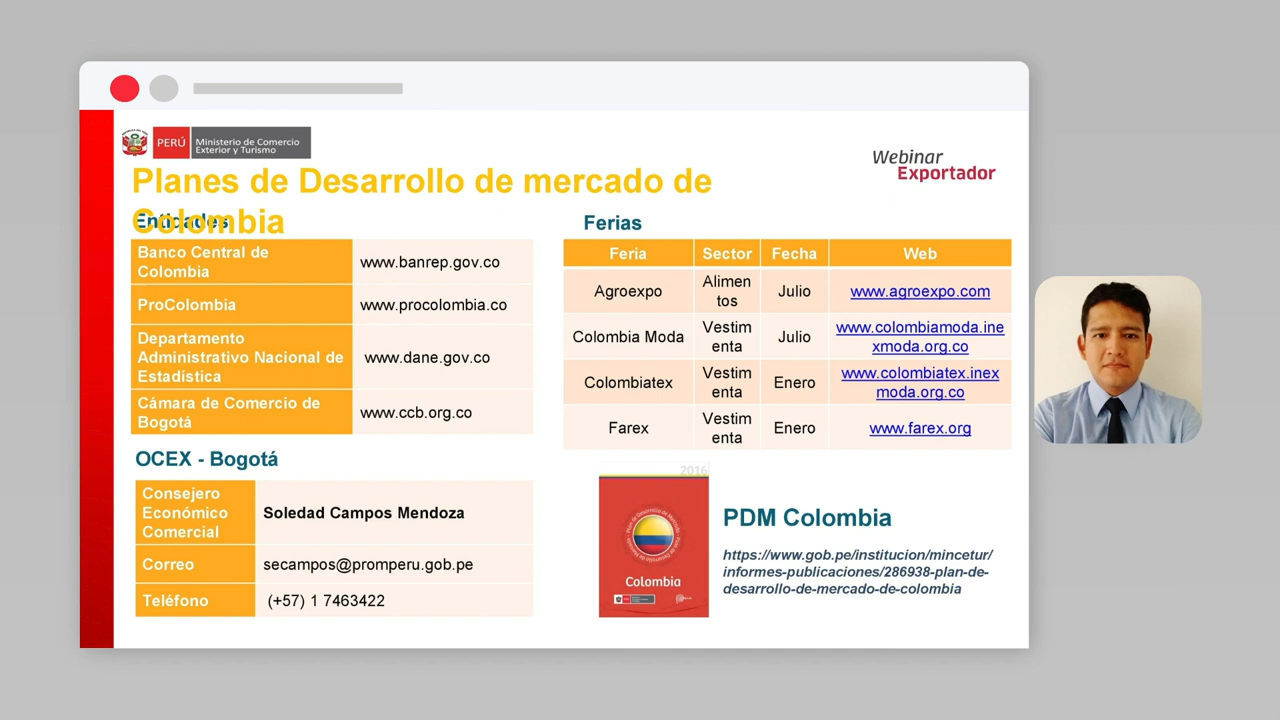 PERÚ
Ministerio de Comercio
Exterior y Turismo
Webinar
Exportador
Planes de Desarrollo de mercado de
Colombia
Entidades
Banco Central de
Colombia
www.banrep.gov.co
ProColombia
www.procolombia.co
Departamento
Administrativo Nacional de
Estadística
www.dane.gov.co
Cámara de Comercio de
Bogotá
www.ccb.org.co
OCEX - Bogotá
Consejero
Económico
Comercial
Soledad Campos Mendoza
Correo
secampos@promperu.gob.pe
Teléfono
(+57) 1 7463422
Ferias
Feria Sector Fecha Web
Agroexpo
Alimen
tos
Julio
www.agroexpo.com
Colombia Moda
Vestim
enta
Julio
www.colombiamoda.ine
xmoda.org.co
Colombiatex
Vestim
enta
Enero
www.colombiatex.inex
moda.org.co
Farex
Vestim
enta
Enero
www.farex.org
2016
Colombia
PDM Colombia
https://www.gob.pe/institucion/mincetur/
informes-publicaciones/286938-plan-de-
desarrollo-de-mercado-de-colombia